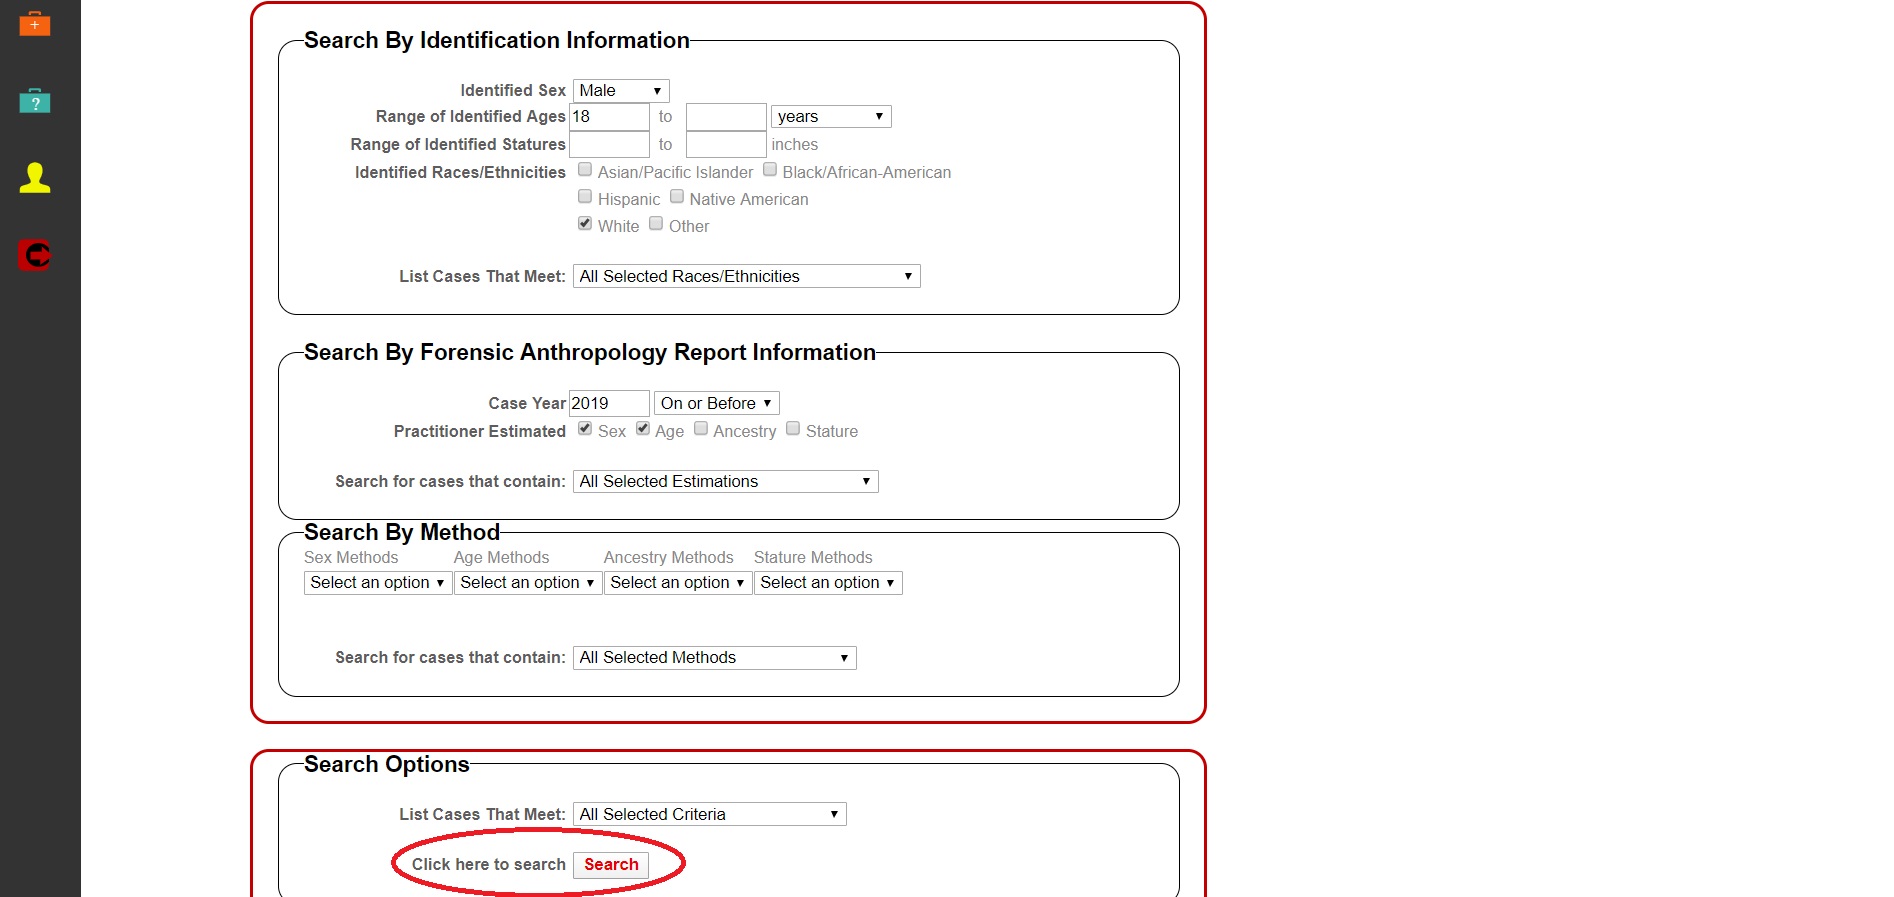 Search By Identification Information
Identified Sex Male
Range of Identified Ages 18 to years
Range of Identified Statures to inches
Identified Races/Ethnicities Asian/Pacific Islander Black/African-American
Hispanic Native American
White Other
List Cases That Meet: All Selected Races/Ethnicities
Search By Forensic Anthropology Report Information
Case Year 2019 On or Before
Practitioner Estimated Sex Age Ancestry Stature
Search for cases that contain: All Selected Estimations
Search By Method
Sex Methods Age Methods Ancestry Methods Stature Methods
Select an option Select an option Select an option Select an option
Search for cases that contain: All Selected Methods
Search Options
List Cases That Meet: All Selected Criteria
Click here to search Search